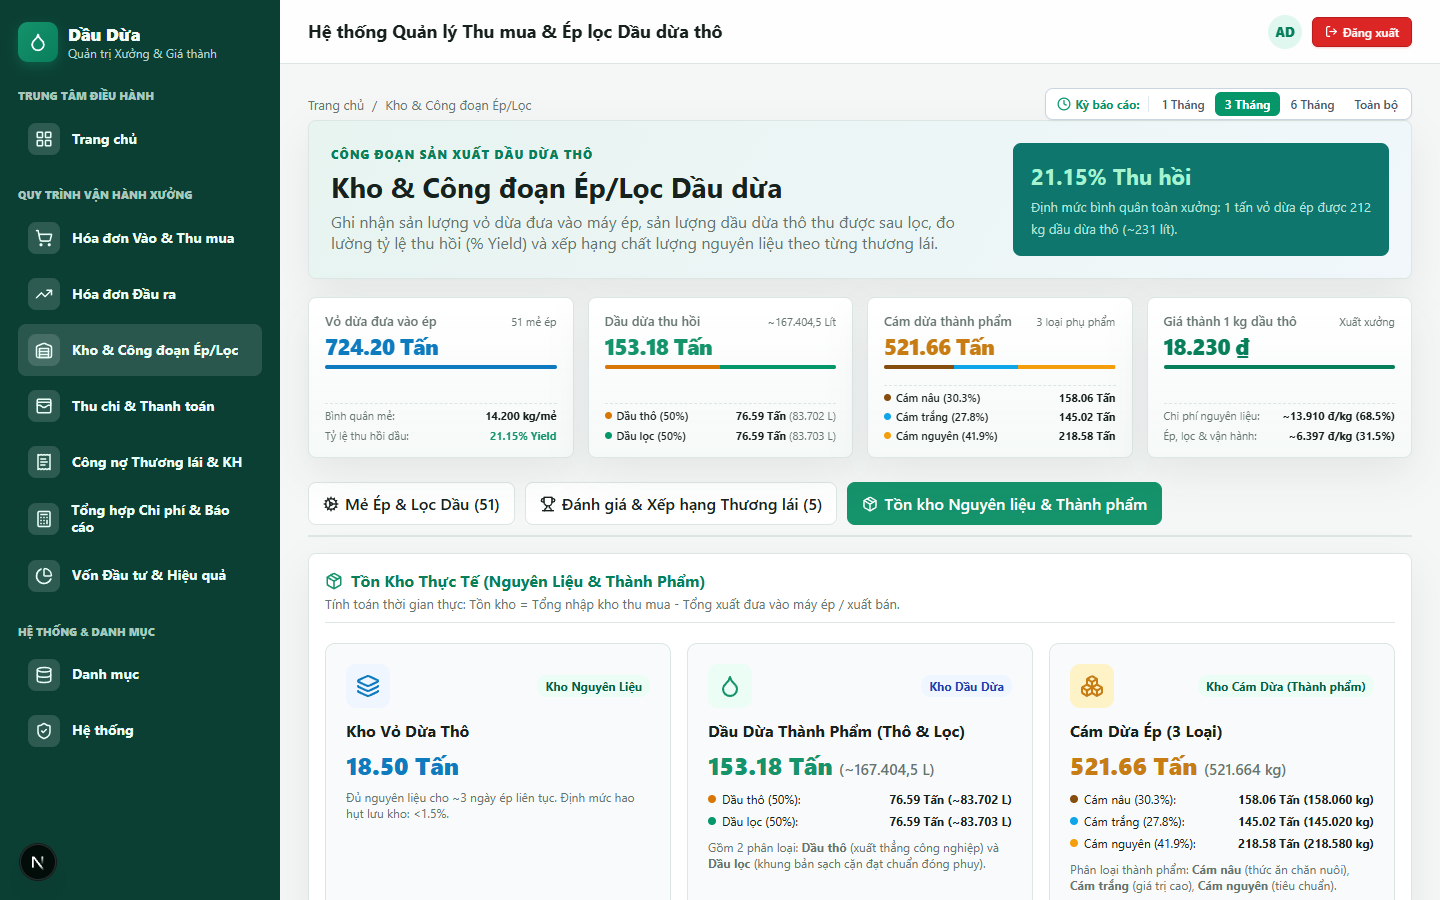 Dầu Dừa
Quản trị Xưởng & Giá thành
TRUNG TÂM ĐIỀU HÀNH
Trang chủ
QUY TRÌNH VẬN HÀNH XƯỞNG
Hóa đơn Vào & Thu mua
Hóa đơn Đầu ra
Kho & Công đoạn Ép/Lọc
Thu chi & Thanh toán
Công nợ Thương lái & KH
Tổng hợp Chi phí & Báo
cáo
Vốn Đầu tư & Hiệu quả
HỆ THỐNG & DANH MỤC
Danh mục
Hệ thống
N
Hệ thống Quản lý Thu mua & Ép lọc Dầu dừa thô
AD
Đăng xuất
Trang chủ / Kho & Công đoạn Ép/Lọc
Kỳ báo cáo: 1 Tháng 3 Tháng 6 Tháng Toàn bộ
CÔNG ĐOẠN SẢN XUẤT DẦU DỪA THÔ
Kho & Công đoạn Ép/Lọc Dầu dừa
Ghi nhận sản lượng vỏ dừa đưa vào máy ép, sản lượng dầu dừa thô thu được sau lọc, đo
lường tỷ lệ thu hồi (% Yield) và xếp hạng chất lượng nguyên liệu theo từng thương lái.
21.15% Thu hồi
Định mức bình quân toàn xưởng: 1 tấn vỏ dừa ép được 212
kg dầu dừa thô (~231 lít).
Vỏ dừa đưa vào ép 51 mẻ ép
724.20 Tấn
Bình quân mẻ: 14.200 kg/mẻ
Tỷ lệ thu hồi dầu: 21.15% Yield
Dầu dừa thu hồi ~167.404,5 Lít
153.18 Tấn
Dầu thô (50%) 76.59 Tấn (83.702 L)
Dầu lọc (50%) 76.59 Tấn (83.703 L)
Cám dừa thành phẩm 3 loại phụ phẩm
521.66 Tấn
Cám nâu (30.3%) 158.06 Tấn
Cám trắng (27.8%) 145.02 Tấn
Cám nguyên (41.9%) 218.58 Tấn
Giá thành 1 kg dầu thô Xuất xưởng
18.230 ₫
Chi phí nguyên liệu: ~13.910 đ/kg (68.5%)
Ép, lọc & vận hành: ~6.397 đ/kg (31.5%)
Mẻ Ép & Lọc Dầu (51)
Đánh giá & Xếp hạng Thương lái (5)
Tồn kho Nguyên liệu & Thành phẩm
Tồn Kho Thực Tế (Nguyên Liệu & Thành Phẩm)
Tính toán thời gian thực: Tồn kho = Tổng nhập kho thu mua - Tổng xuất đưa vào máy ép / xuất bán.
Kho Nguyên Liệu
Kho Vỏ Dừa Thô
18.50 Tấn
Đủ nguyên liệu cho ~3 ngày ép liên tục. Định mức hao
hụt lưu kho: <1.5%.
Kho Dầu Dừa
Dầu Dừa Thành Phẩm (Thô & Lọc)
153.18 Tấn (~167.404,5 L)
Dầu thô (50%): 76.59 Tấn (~83.702 L)
Dầu lọc (50%): 76.59 Tấn (~83.703 L)
Gồm 2 phân loại: Dầu thô (xuất thẳng công nghiệp) và
Dầu lọc (khung bản sạch cặn đạt chuẩn đóng phuy).
Kho Cám Dừa (Thành phẩm)
Cám Dừa Ép (3 Loại)
521.66 Tấn (521.664 kg)
Cám nâu (30.3%): 158.06 Tấn (158.060 kg)
Cám trắng (27.8%): 145.02 Tấn (145.020 kg)
Cám nguyên (41.9%): 218.58 Tấn (218.580 kg)
Phân loại thành phẩm: Cám nâu (thức ăn chăn nuôi),
Cám trắng (giá trị cao), Cám nguyên (tiêu chuẩn).